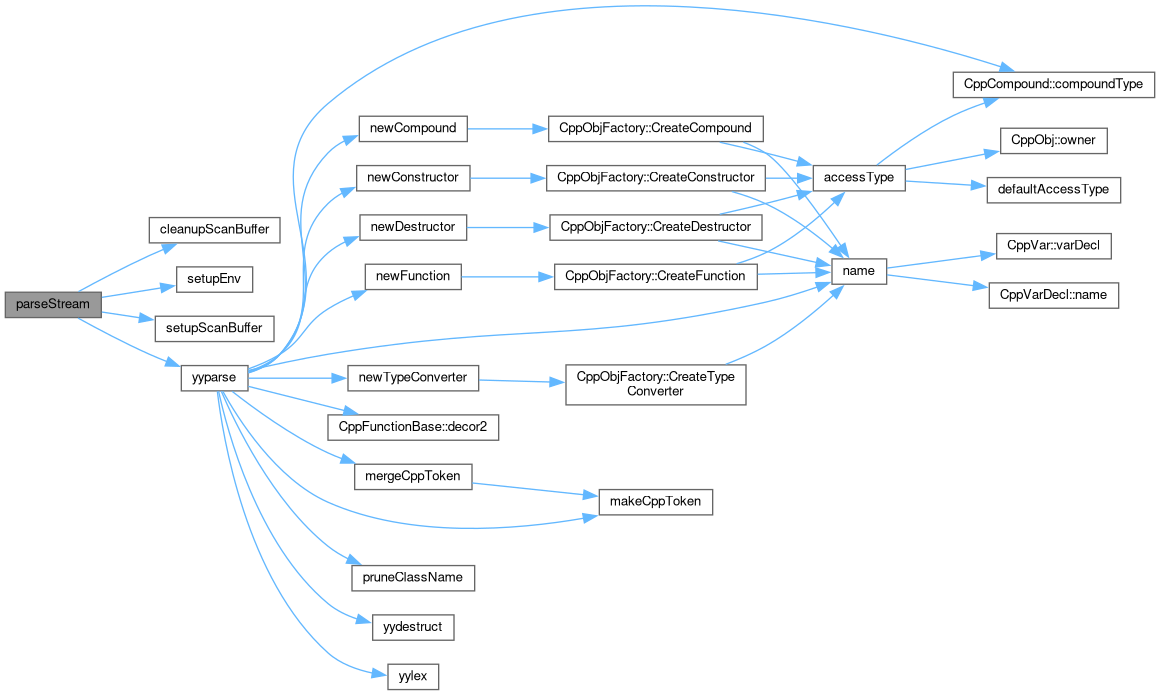 CppCompound::compoundType
newCompound
CppObjFactory::CreateCompound
CppObj::owner
newConstructor
CppObjFactory::CreateConstructor
accessType
defaultAccessType
cleanupScanBuffer
newDestructor
CppObjFactory::CreateDestructor
CppVar::varDecl
setupEnv
newFunction
CppObjFactory::CreateFunction
name
CppVarDecl::name
parseStream
setupScanBuffer
yyparse
newTypeConverter
CppObjFactory::CreateType
Converter
CppFunctionBase::decor2
mergeCppToken
makeCppToken
pruneClassName
yydestruct
yylex